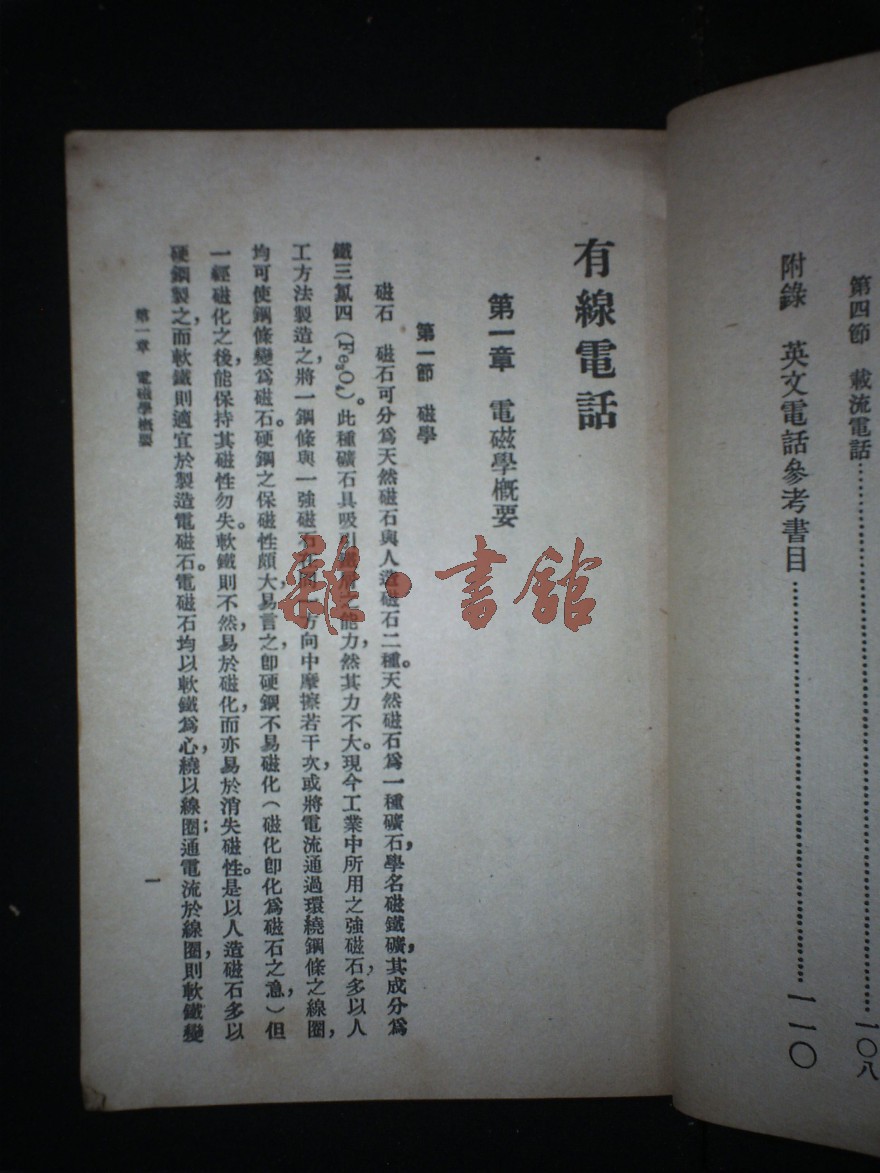 第四節　載流電話……一〇八
附錄　英文電話參考書目……一一〇
有線電話
第一章　電磁學概要
第一節　磁學
磁石　磁石可分爲天然磁石與人造磁石二種。天然磁石爲一種礦石，學名磁鐵礦，其成分爲
鐵三氯四（Fe₃O₄）。此種礦石具吸引鐵屑之能力，然其力不大。現今工業中所用之強磁石，多以人
工方法製造之，將一鋼條與一強磁石在同一方向中摩擦若干次，或將電流通過環繞鋼條之線圈，
均可使鋼條變爲磁石。硬鋼之保磁性頗大，易言之，卽硬鋼不易磁化（磁化卽化爲磁石之意，）但
一經磁化之後，能保持其磁性勿失。軟鐵則不然，易於磁化，而亦易於消失磁性。是以人造磁石多以
硬鋼製之，而軟鐵則適宜於製造電磁石。電磁石均以軟鐵爲心，繞以線圈；通電流於線圈，則軟鐵變
第一章　電磁學概要
一
雜·書館